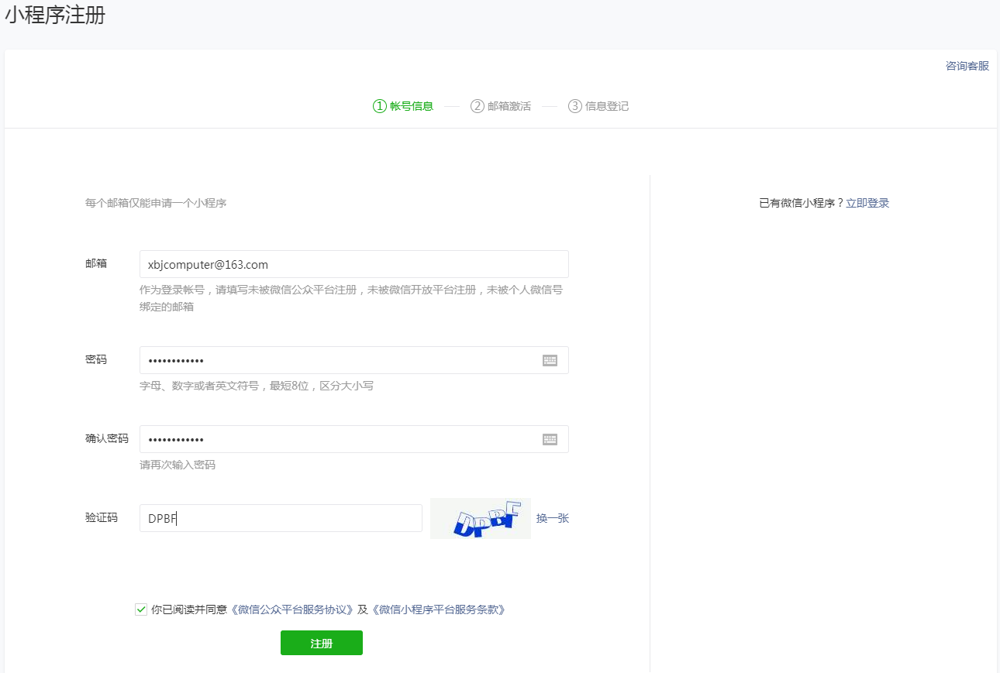 小程序注册
咨询客服
① 帐号信息 — ② 邮箱激活 — ③ 信息登记
每个邮箱仅能申请一个小程序
已有微信小程序？立即登录
邮箱
xbjcomputer@163.com
作为登录帐号，请填写未被微信公众平台注册，未被微信开放平台注册，未被个人微信号
绑定的邮箱
密码
••••••••••••
字母、数字或者英文符号，最短8位，区分大小写
确认密码
••••••••••••
请再次输入密码
验证码
DPBF
DPBF
换一张
你已阅读并同意《微信公众平台服务协议》及《微信小程序平台服务条款》
注册